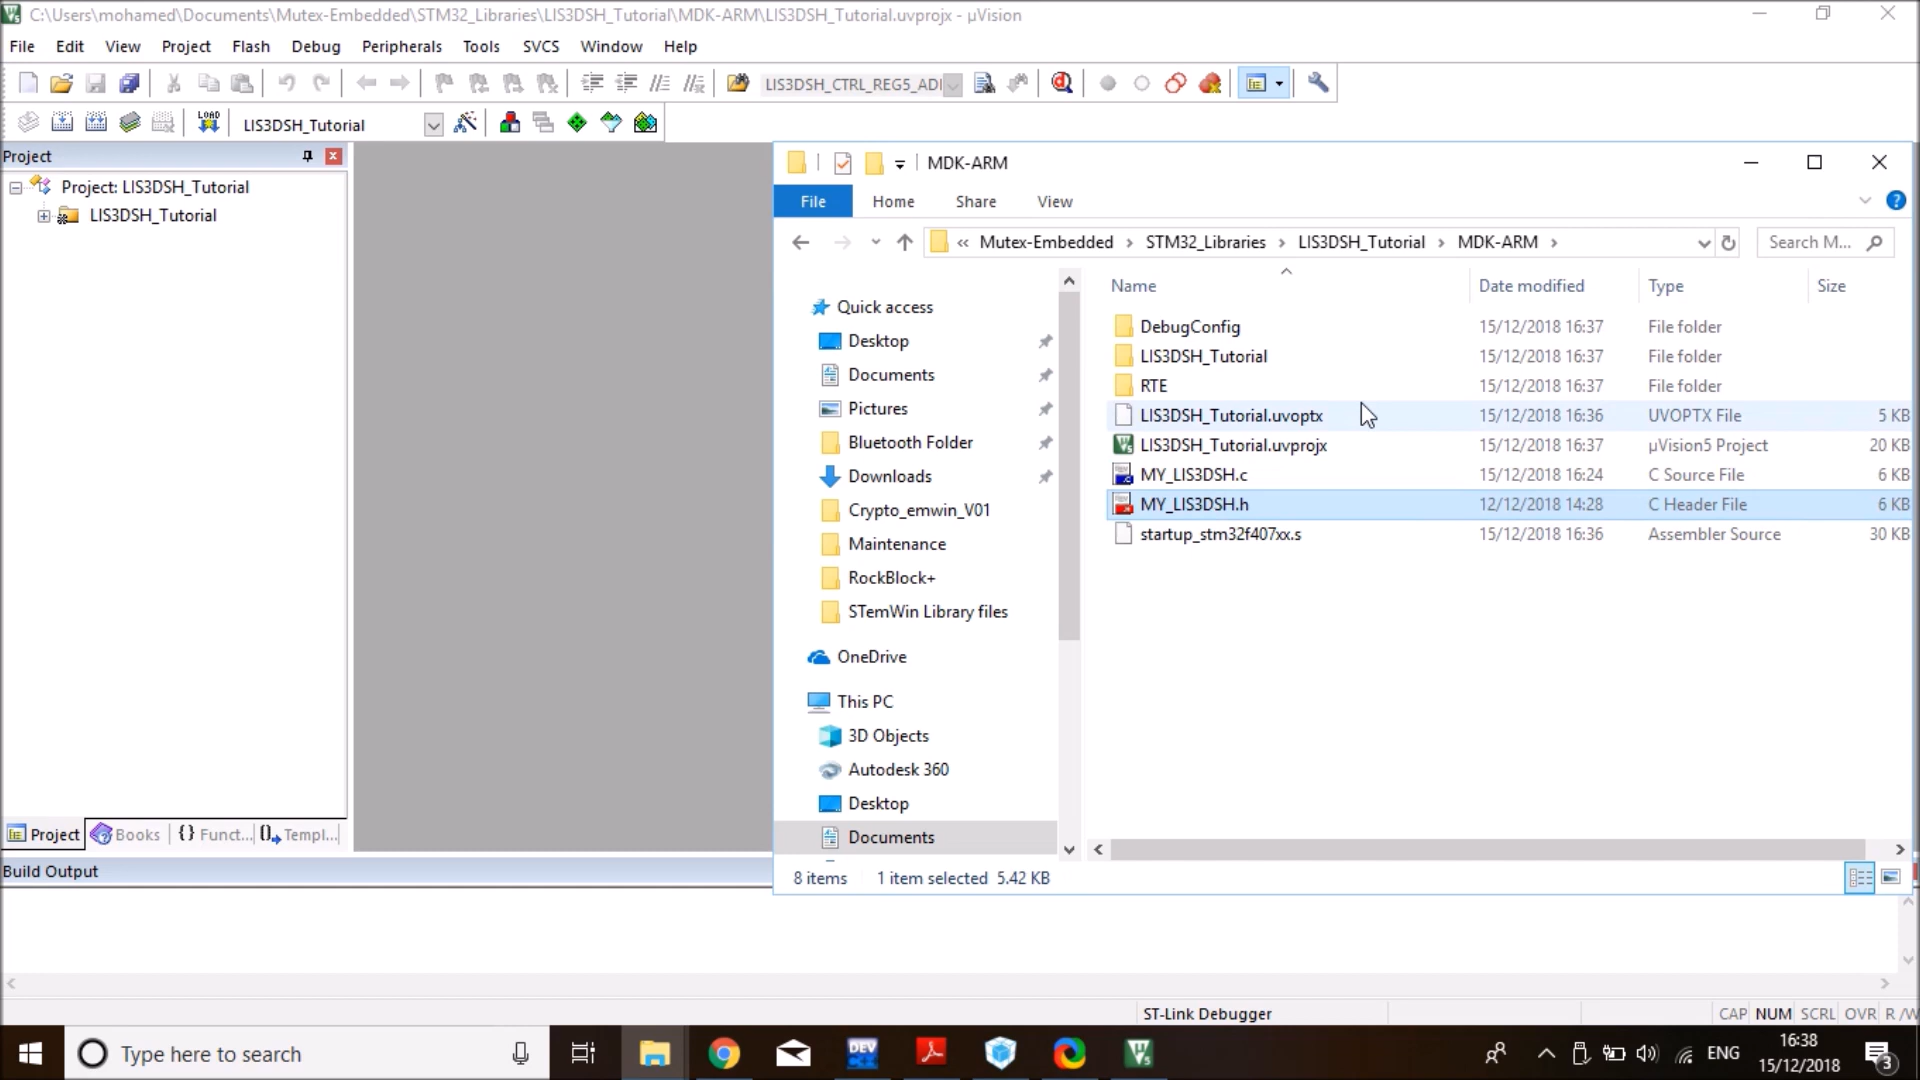 C:\Users\mohamed\Documents\Mutex-Embedded\STM32_Libraries\LIS3DSH_Tutorial\MDK-ARM\LIS3DSH_Tutorial.uvprojx - µVision
File Edit View Project Flash Debug Peripherals Tools SVCS Window Help
LIS3DSH_CTRL_REG5_ADI
LOAD LIS3DSH_Tutorial
Project
Project: LIS3DSH_Tutorial
LIS3DSH_Tutorial
Project Books Funct... Templ...
Build Output
MDK-ARM
File Home Share View
« Mutex-Embedded › STM32_Libraries › LIS3DSH_Tutorial › MDK-ARM › Search M...
Quick access
Desktop
Documents
Pictures
Bluetooth Folder
Downloads
Crypto_emwin_V01
Maintenance
RockBlock+
STemWin Library files
OneDrive
This PC
3D Objects
Autodesk 360
Desktop
Documents
Name Date modified Type Size
DebugConfig 15/12/2018 16:37 File folder
LIS3DSH_Tutorial 15/12/2018 16:37 File folder
RTE 15/12/2018 16:37 File folder
LIS3DSH_Tutorial.uvoptx 15/12/2018 16:36 UVOPTX File 5 KB
LIS3DSH_Tutorial.uvprojx 15/12/2018 16:37 µVision5 Project 20 KB
MY_LIS3DSH.c 15/12/2018 16:24 C Source File 6 KB
MY_LIS3DSH.h 12/12/2018 14:28 C Header File 6 KB
startup_stm32f407xx.s 15/12/2018 16:36 Assembler Source 30 KB
8 items 1 item selected 5.42 KB
ST-Link Debugger CAP NUM SCRL OVR R/W
Type here to search
DEV
ENG
16:38
15/12/2018
3